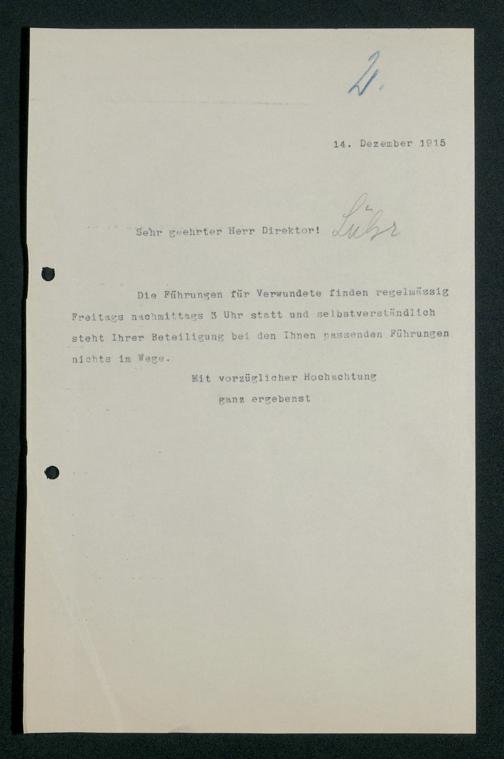 2.
14. Dezember 1915
Sehr geehrter Herr Direktor! Lühr
Die Führungen für Verwundete finden regelmässig
Freitags nachmittags 3 Uhr statt und selbstverständlich
steht Ihrer Beteiligung bei den Ihnen passenden Führungen
nichts im Wege.
Mit vorzüglicher Hochachtung
ganz ergebenst